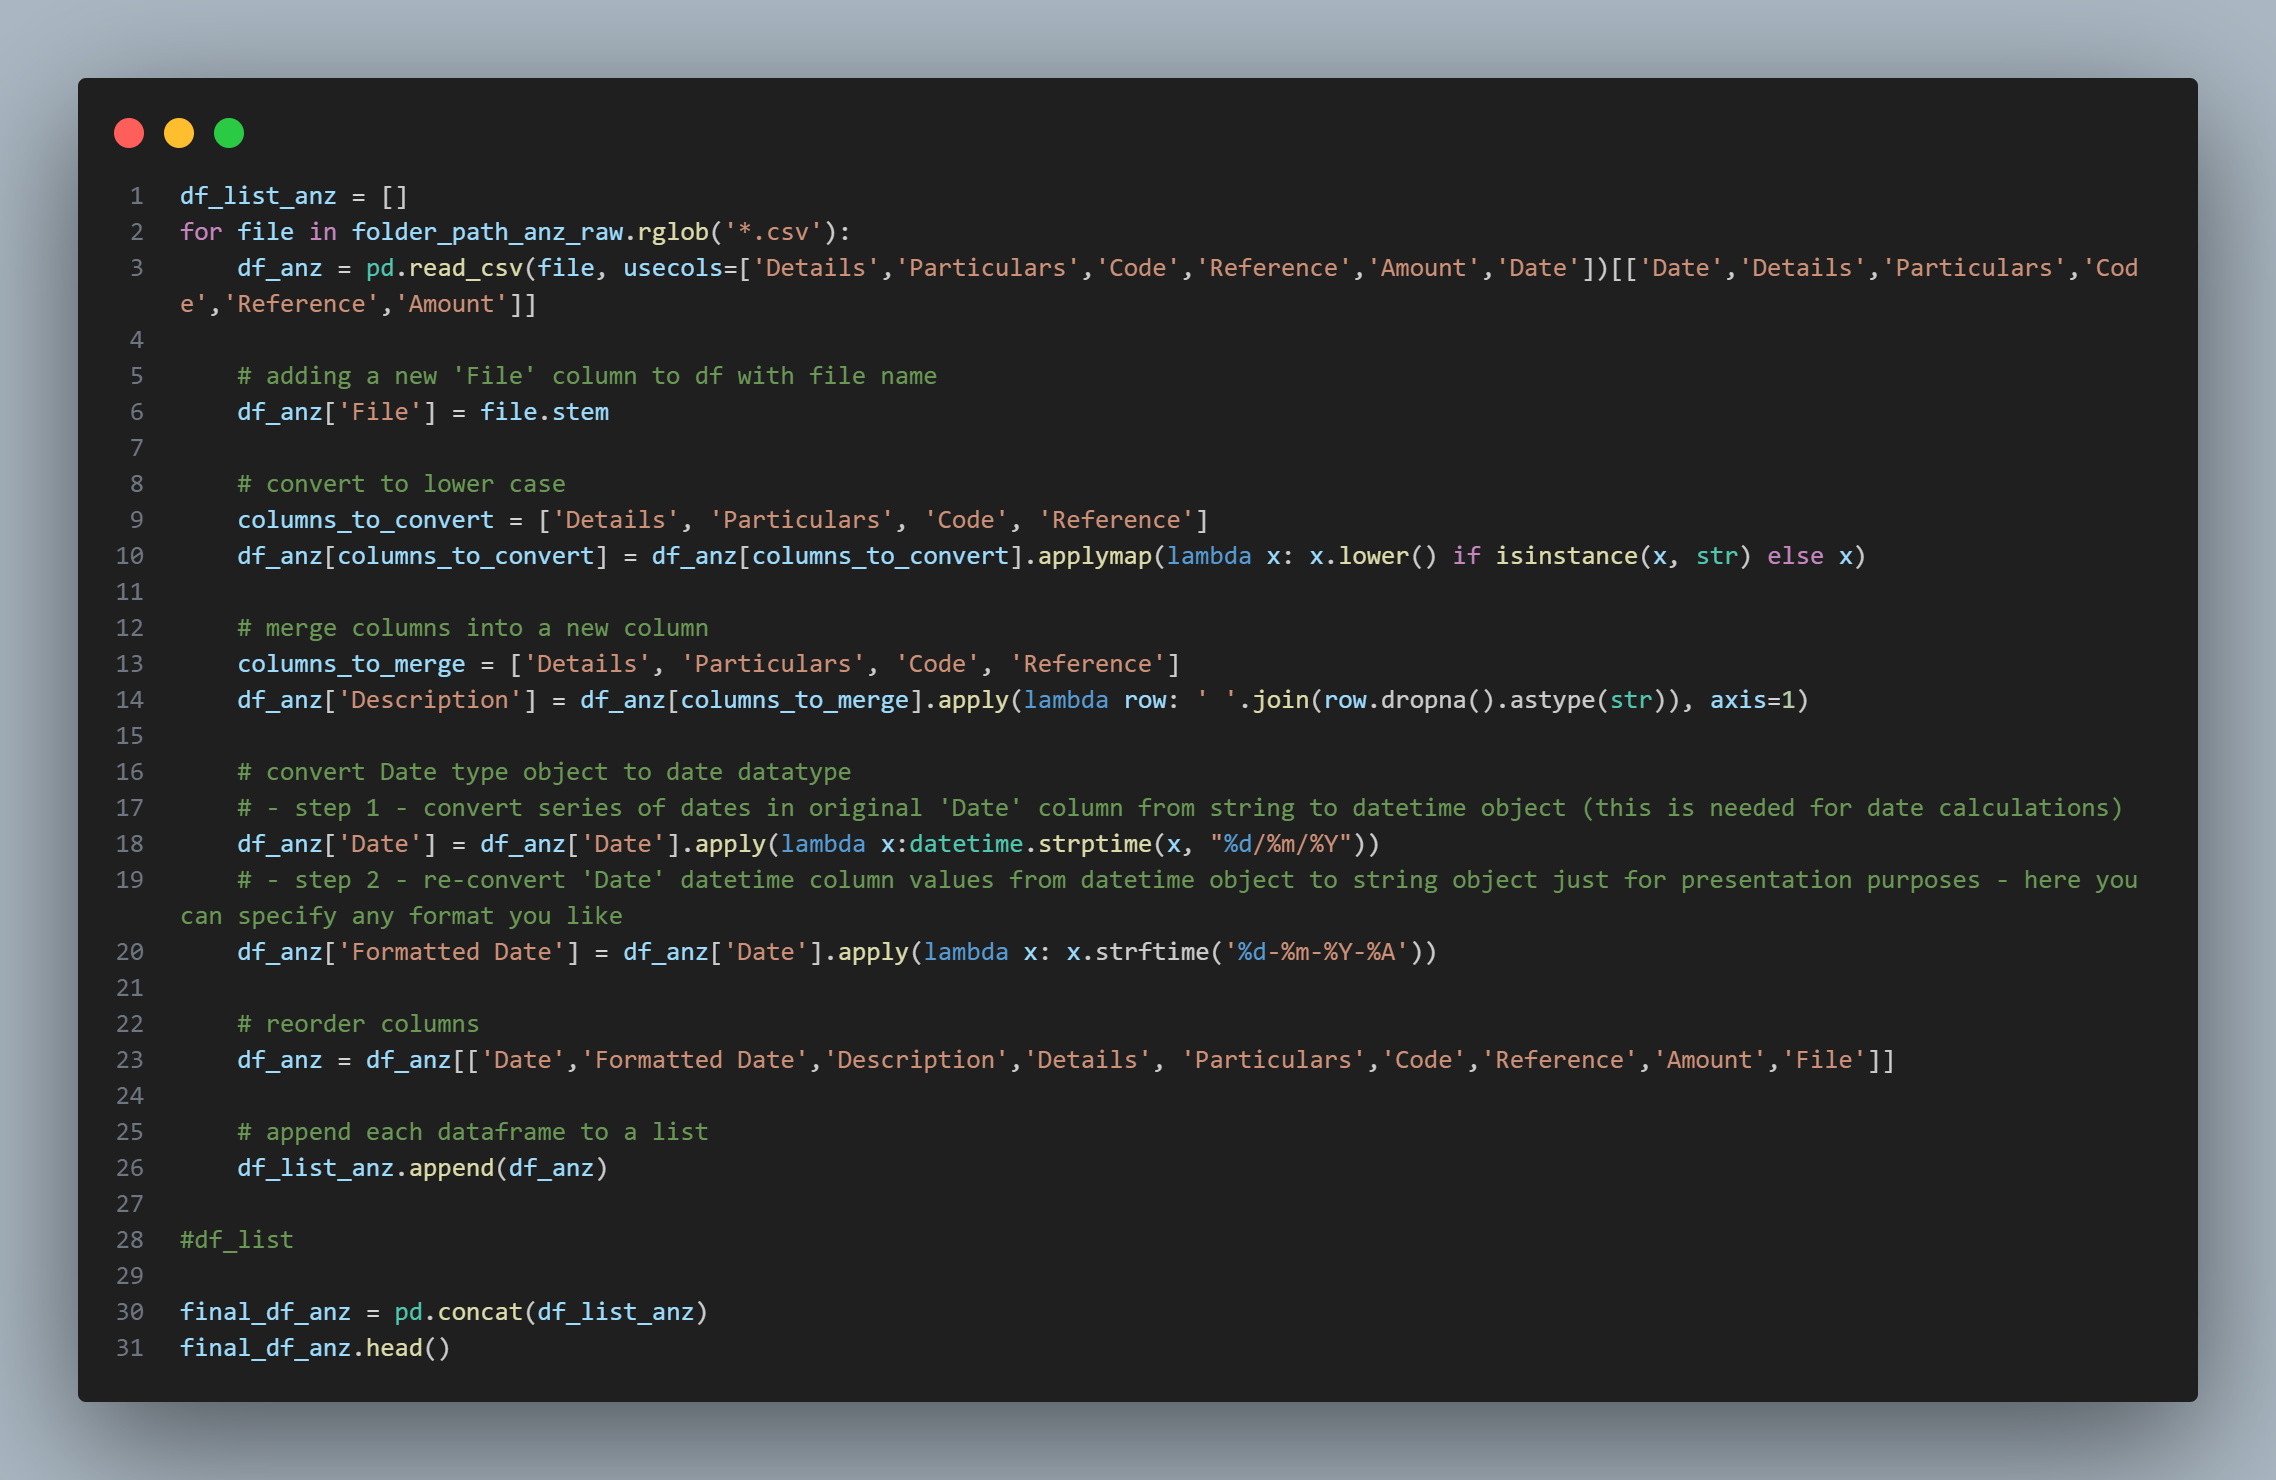 1 df_list_anz = []
2 for file in folder_path_anz_raw.rglob('*.csv'):
3     df_anz = pd.read_csv(file, usecols=['Details','Particulars','Code','Reference','Amount','Date'])[['Date','Details','Particulars','Cod
e','Reference','Amount']]
4
5     # adding a new 'File' column to df with file name
6     df_anz['File'] = file.stem
7
8     # convert to lower case
9     columns_to_convert = ['Details', 'Particulars', 'Code', 'Reference']
10     df_anz[columns_to_convert] = df_anz[columns_to_convert].applymap(lambda x: x.lower() if isinstance(x, str) else x)
11
12     # merge columns into a new column
13     columns_to_merge = ['Details', 'Particulars', 'Code', 'Reference']
14     df_anz['Description'] = df_anz[columns_to_merge].apply(lambda row: ' '.join(row.dropna().astype(str)), axis=1)
15
16     # convert Date type object to date datatype
17     # - step 1 - convert series of dates in original 'Date' column from string to datetime object (this is needed for date calculations)
18     df_anz['Date'] = df_anz['Date'].apply(lambda x:datetime.strptime(x, "%d/%m/%Y"))
19     # - step 2 - re-convert 'Date' datetime column values from datetime object to string object just for presentation purposes - here you
can specify any format you like
20     df_anz['Formatted Date'] = df_anz['Date'].apply(lambda x: x.strftime('%d-%m-%Y-%A'))
21
22     # reorder columns
23     df_anz = df_anz[['Date','Formatted Date','Description','Details', 'Particulars','Code','Reference','Amount','File']]
24
25     # append each dataframe to a list
26     df_list_anz.append(df_anz)
27
28 #df_list
29
30 final_df_anz = pd.concat(df_list_anz)
31 final_df_anz.head()